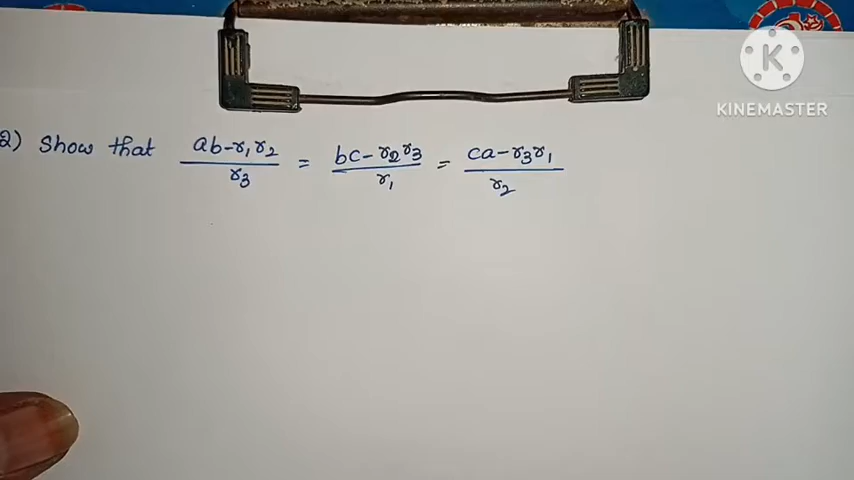 2) Show that (ab-r₁r₂)/r₃ = (bc-r₂r₃)/r₁ = (ca-r₃r₁)/r₂
KINEMASTER